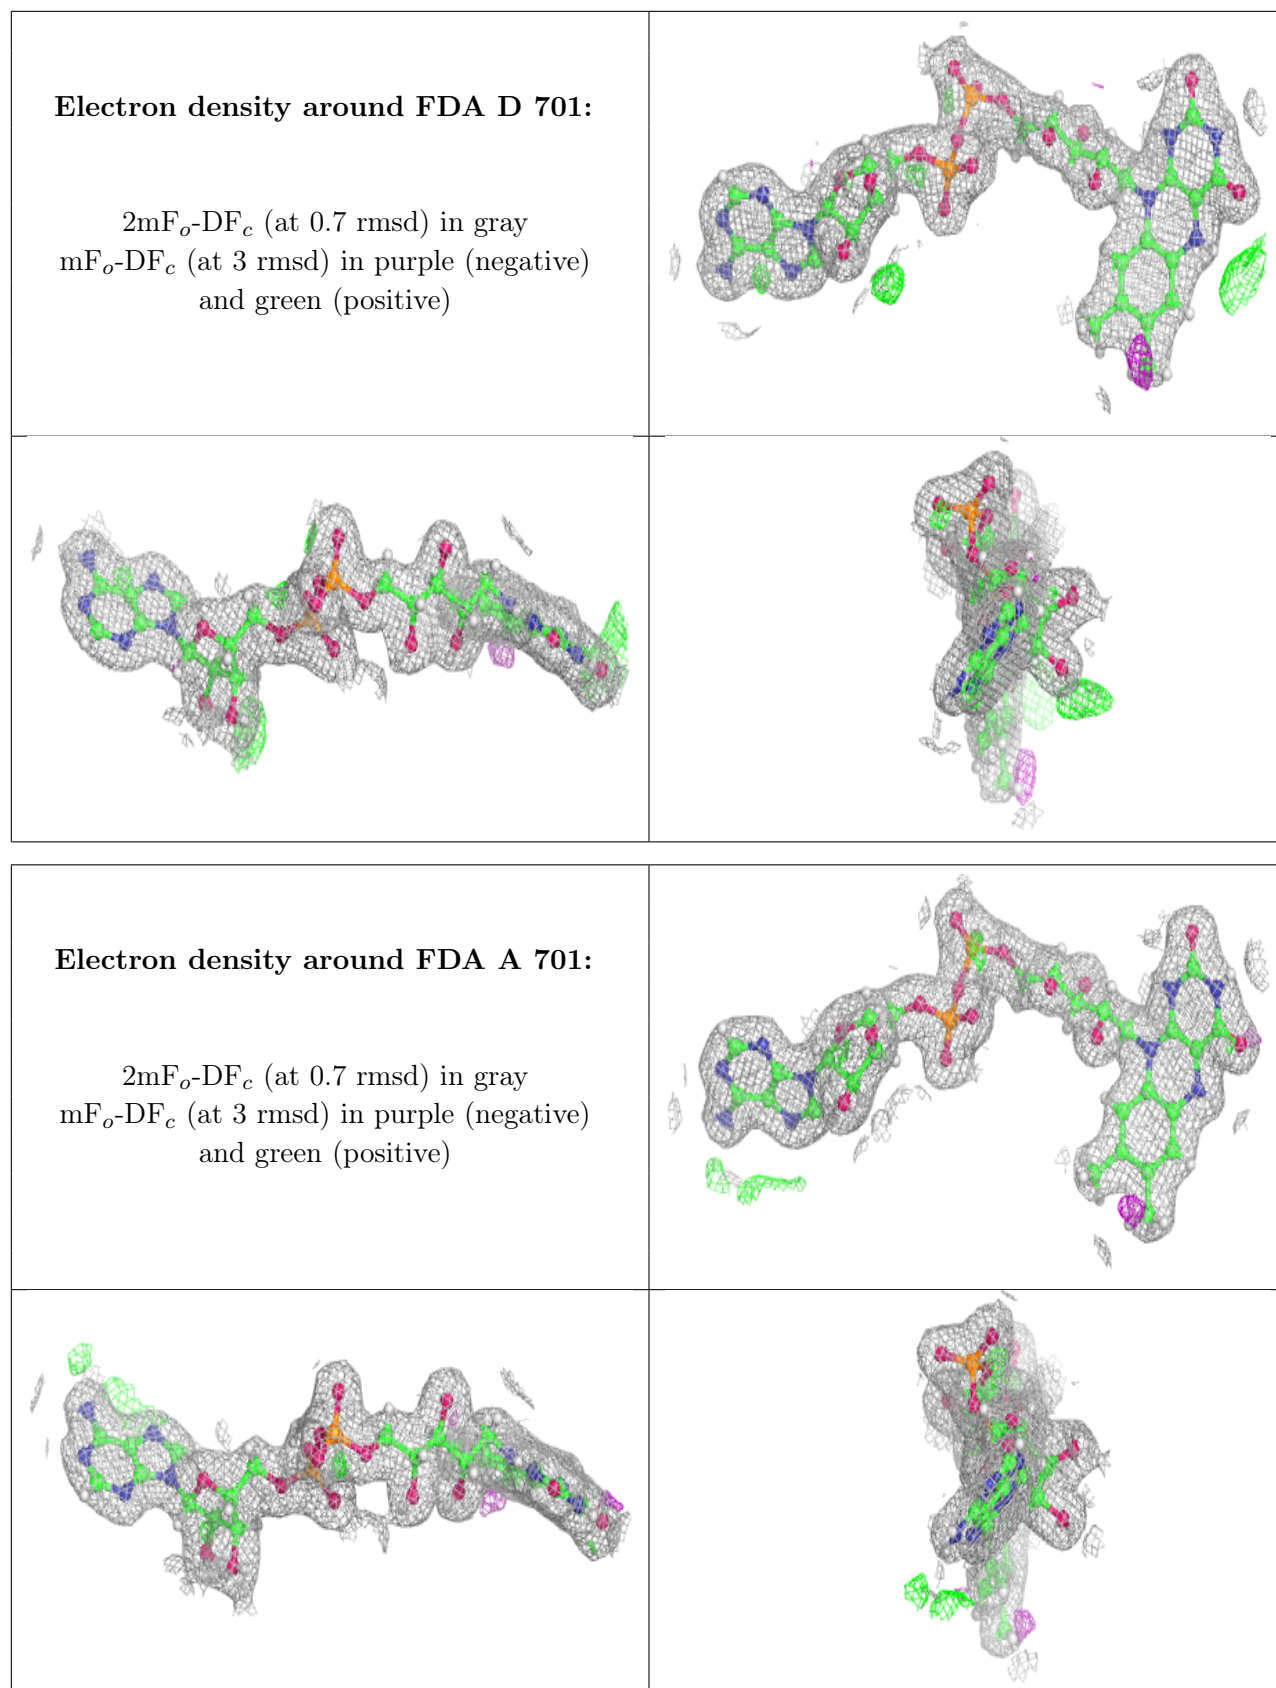 Electron density around FDA D 701:
2mFo-DFc (at 0.7 rmsd) in gray
mFo-DFc (at 3 rmsd) in purple (negative)
and green (positive)
Electron density around FDA A 701:
2mFo-DFc (at 0.7 rmsd) in gray
mFo-DFc (at 3 rmsd) in purple (negative)
and green (positive)